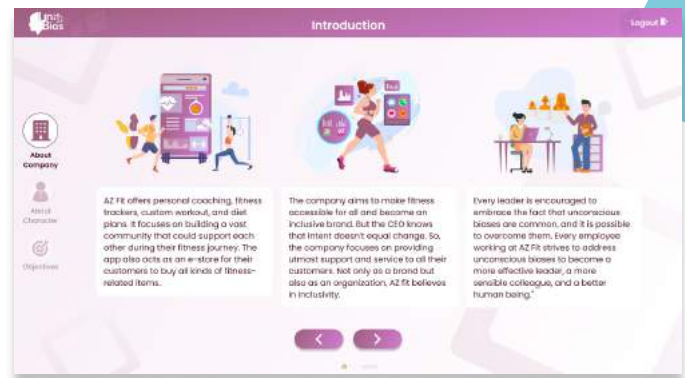 Bias
Introduction
Logout
About
Company
About
Character
Objectives
AZ Fit offers personal coaching, fitness
trackers, custom workout, and diet
plans. It focuses on building a vast
community that could support each
other during their fitness journey. The
app also acts as an e-store for their
customers to buy all kinds of fitness-
related items.
The company aims to make fitness
accessible for all and become an
inclusive brand. But the CEO knows
that intent doesn't equal change. So,
the company focuses on providing
utmost support and service to all their
customers. Not only as a brand but
also as an organization, AZ fit believes
in inclusivity.
Every leader is encouraged to
embrace the fact that unconscious
biases are common, and it is possible
to overcome them. Every employee
working at AZ Fit strives to address
unconscious biases to become a
more effective leader, a more
sensible colleague, and a better
human being."